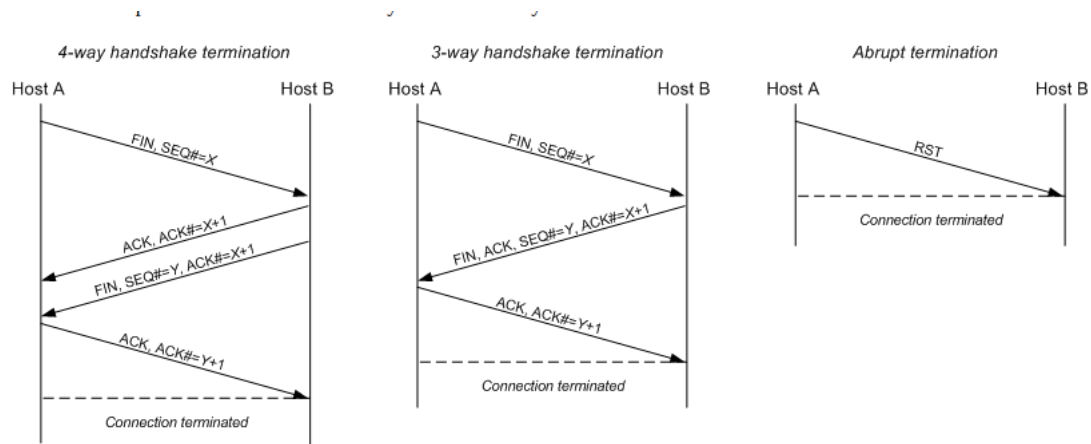 4-way handshake termination
Host A
Host B
FIN, SEQ#=X
ACK, ACK#=X+1
FIN, SEQ#=Y, ACK#=X+1
ACK, ACK#=Y+1
Connection terminated
3-way handshake termination
Host A
Host B
FIN, SEQ#=X
FIN, ACK, SEQ#=Y, ACK#=X+1
ACK, ACK#=Y+1
Connection terminated
Abrupt termination
Host A
Host B
RST
Connection terminated